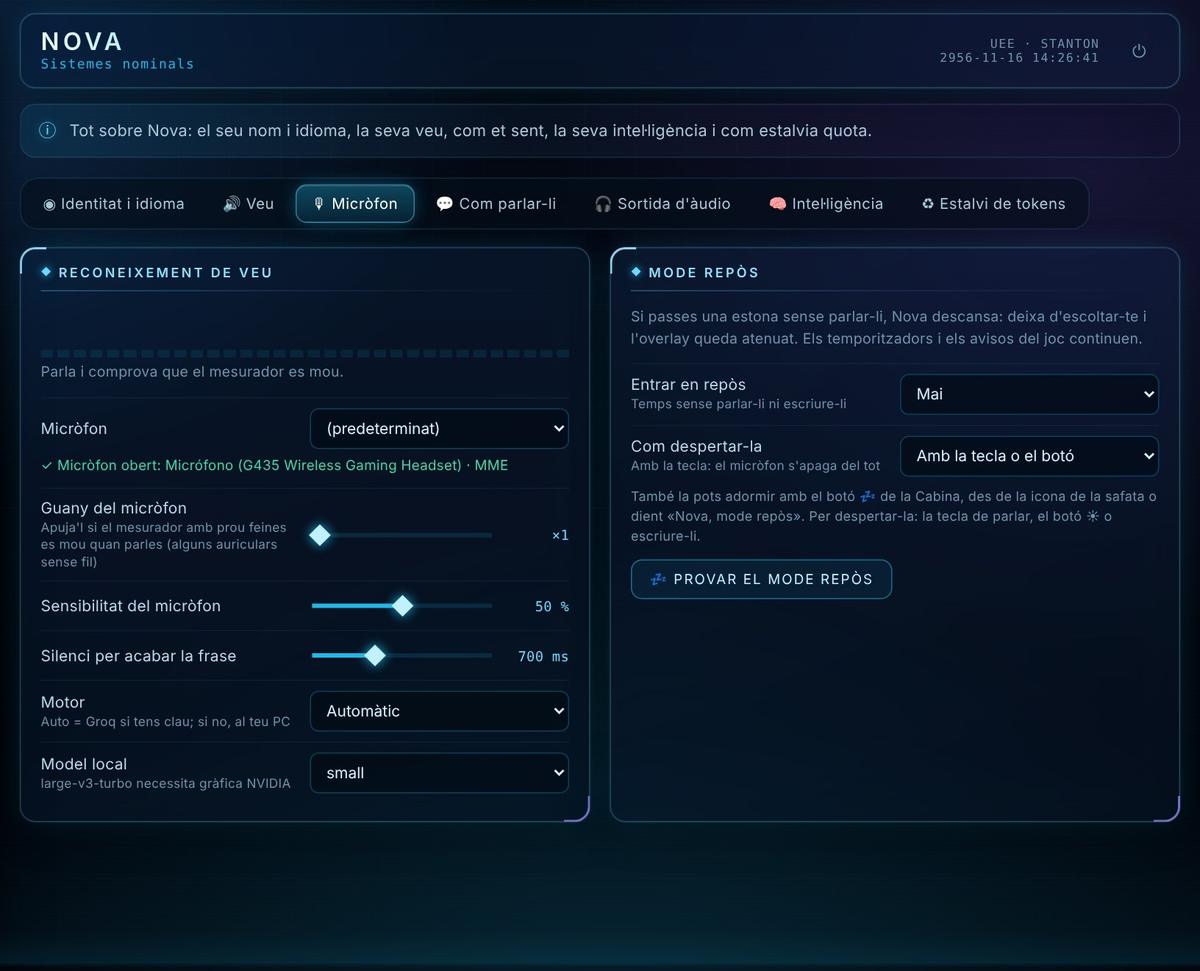 NOVA
Sistemes nominals
UEE · STANTON
2956-11-16 14:26:41
Tot sobre Nova: el seu nom i idioma, la seva veu, com et sent, la seva intel·ligència i com estalvia quota.
Identitat i idioma
Veu
Micròfon
Com parlar-li
Sortida d'àudio
Intel·ligència
Estalvi de tokens
RECONEIXEMENT DE VEU
Parla i comprova que el mesurador es mou.
Micròfon
(predeterminat)
✓ Micròfon obert: Micrófono (G435 Wireless Gaming Headset) · MME
Guany del micròfon
Apuja'l si el mesurador amb prou feines
es mou quan parles (alguns auriculars
sense fil)
×1
Sensibilitat del micròfon
50 %
Silenci per acabar la frase
700 ms
Motor
Auto = Groq si tens clau; si no, al teu PC
Automàtic
Model local
large-v3-turbo necessita gràfica NVIDIA
small
MODE REPÒS
Si passes una estona sense parlar-li, Nova descansa: deixa d'escoltar-te i
l'overlay queda atenuat. Els temporitzadors i els avisos del joc continuen.
Entrar en repòs
Temps sense parlar-li ni escriure-li
Mai
Com despertar-la
Amb la tecla: el micròfon s'apaga del tot
Amb la tecla o el botó
També la pots adormir amb el botó 💤 de la Cabina, des de la icona de la safata o
dient «Nova, mode repòs». Per despertar-la: la tecla de parlar, el botó ☀ o
escriure-li.
💤 PROVAR EL MODE REPÒS